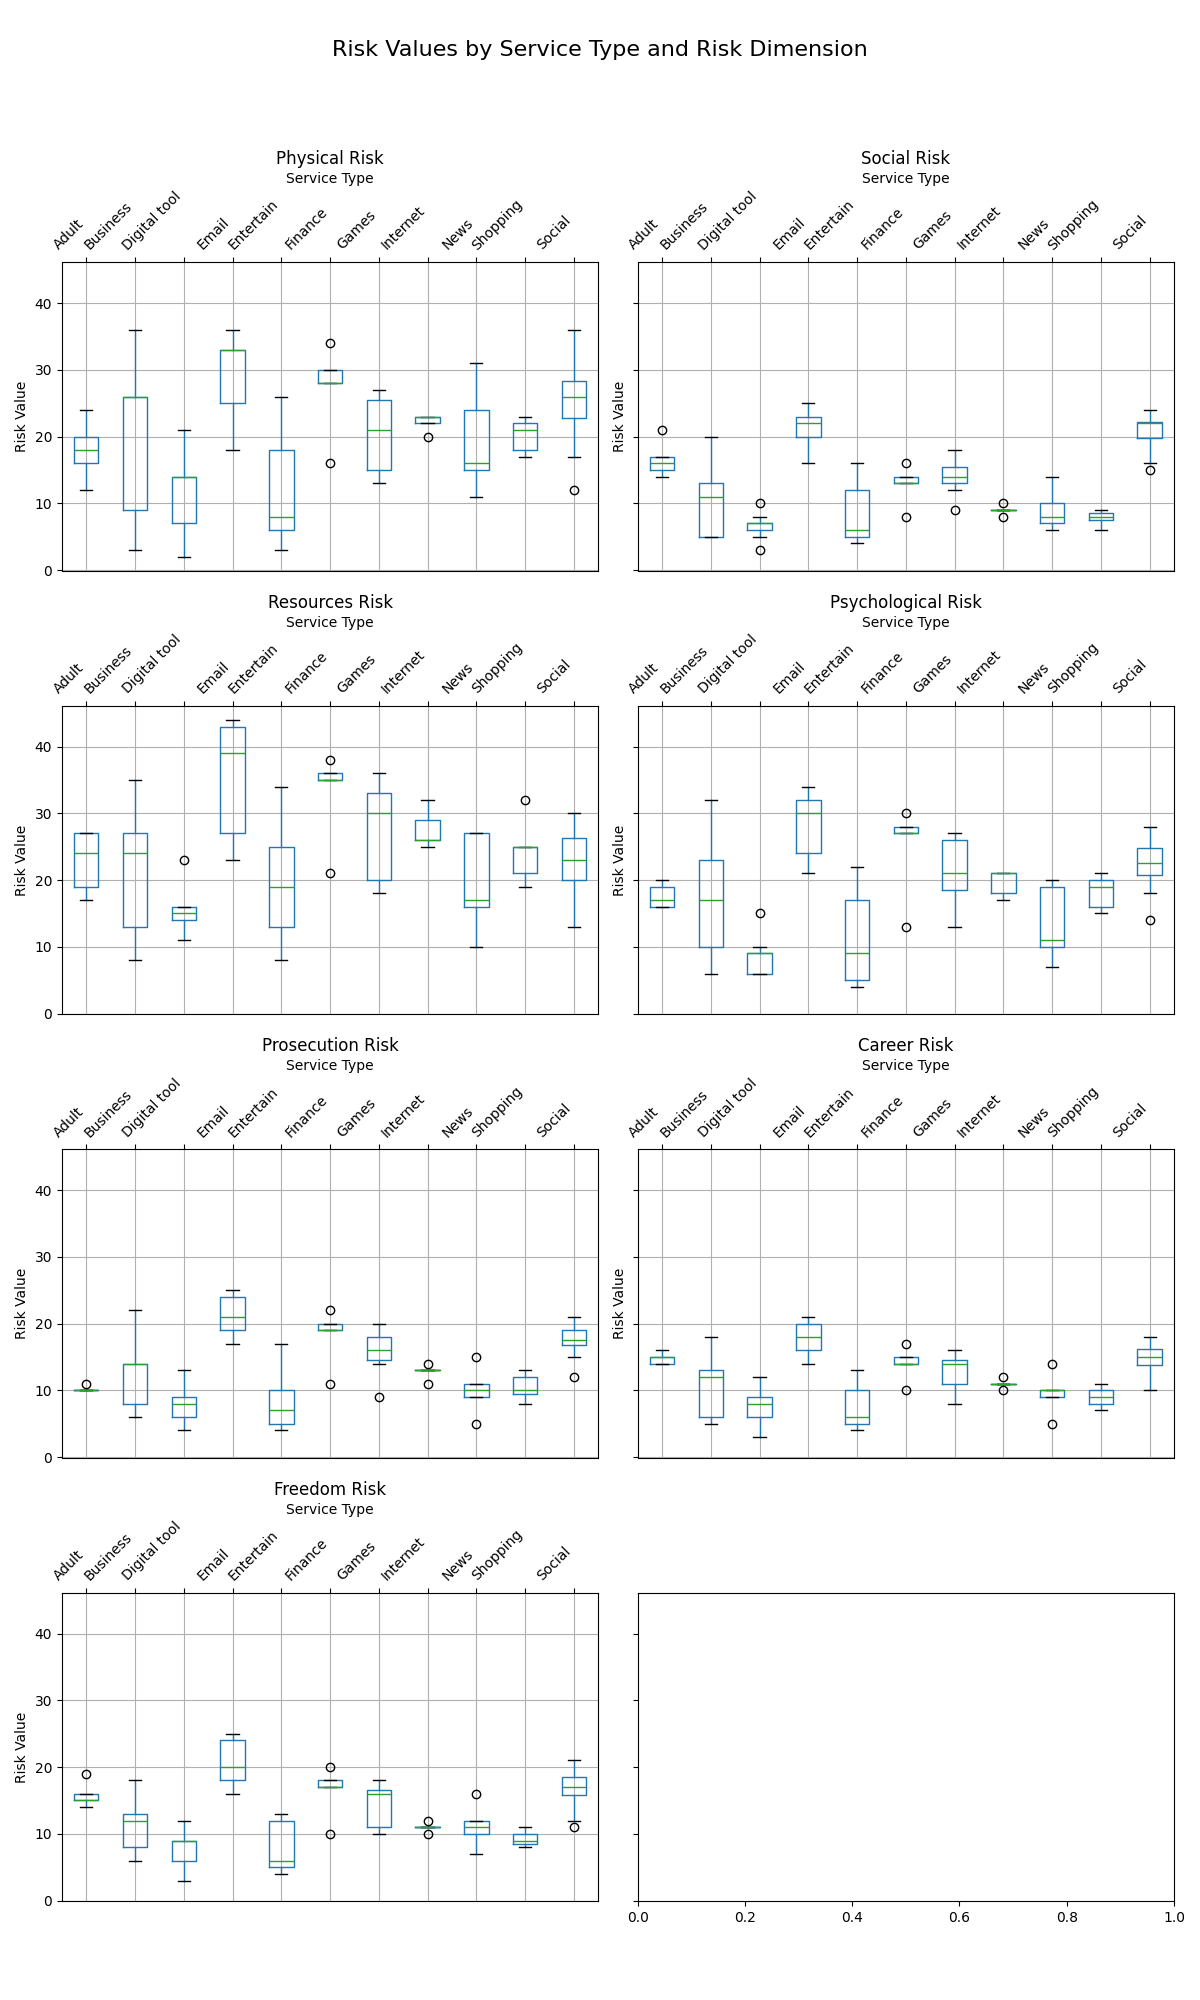 Risk Values by Service Type and Risk Dimension
Physical Risk
Service Type
Adult Business Digital tool Email Entertain Finance Games Internet News Shopping Social
Risk Value
40
30
20
10
0
Social Risk
Service Type
Adult Business Digital tool Email Entertain Finance Games Internet News Shopping Social
Risk Value
Resources Risk
Service Type
Adult Business Digital tool Email Entertain Finance Games Internet News Shopping Social
Risk Value
40
30
20
10
0
Psychological Risk
Service Type
Adult Business Digital tool Email Entertain Finance Games Internet News Shopping Social
Risk Value
Prosecution Risk
Service Type
Adult Business Digital tool Email Entertain Finance Games Internet News Shopping Social
Risk Value
40
30
20
10
0
Career Risk
Service Type
Adult Business Digital tool Email Entertain Finance Games Internet News Shopping Social
Risk Value
Freedom Risk
Service Type
Adult Business Digital tool Email Entertain Finance Games Internet News Shopping Social
Risk Value
40
30
20
10
0
0.0 0.2 0.4 0.6 0.8 1.0